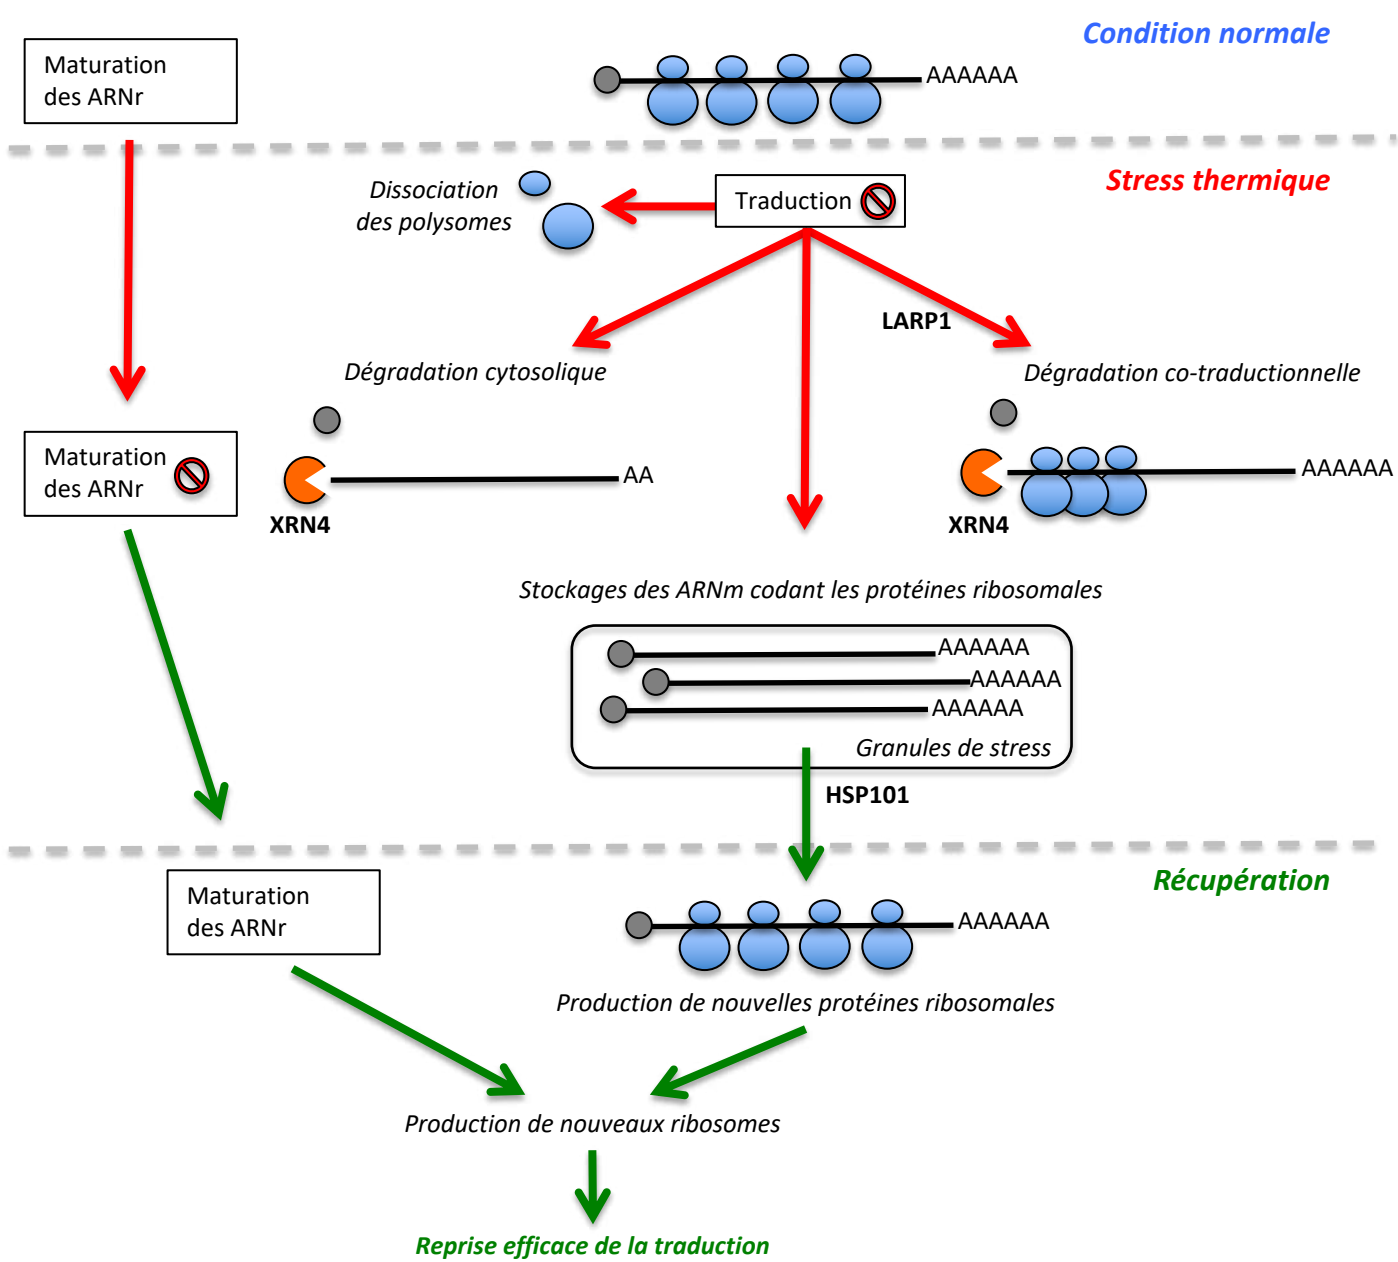 Condition normale
Maturation
des ARNr
AAAAAA
Stress thermique
Dissociation
des polysomes
Traduction
LARP1
Dégradation cytosolique
Dégradation co-traductionnelle
Maturation
des ARNr
AA
XRN4
AAAAAA
XRN4
Stockages des ARNm codant les protéines ribosomales
AAAAAA
AAAAAA
AAAAAA
Granules de stress
HSP101
Récupération
Maturation
des ARNr
AAAAAA
Production de nouvelles protéines ribosomales
Production de nouveaux ribosomes
Reprise efficace de la traduction